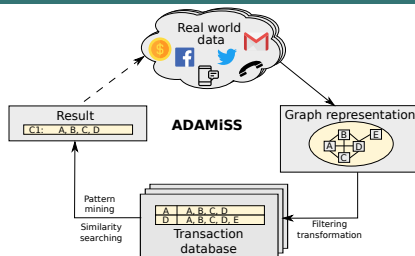 Real world
data
$
f
M
ADAMiSS
Result
C1: A, B, C, D
Graph representation
B
E
A
D
C
Pattern
mining
Similarity
searching
A A, B, C, D
D A, B, C, D, E
Transaction
database
Filtering
transformation